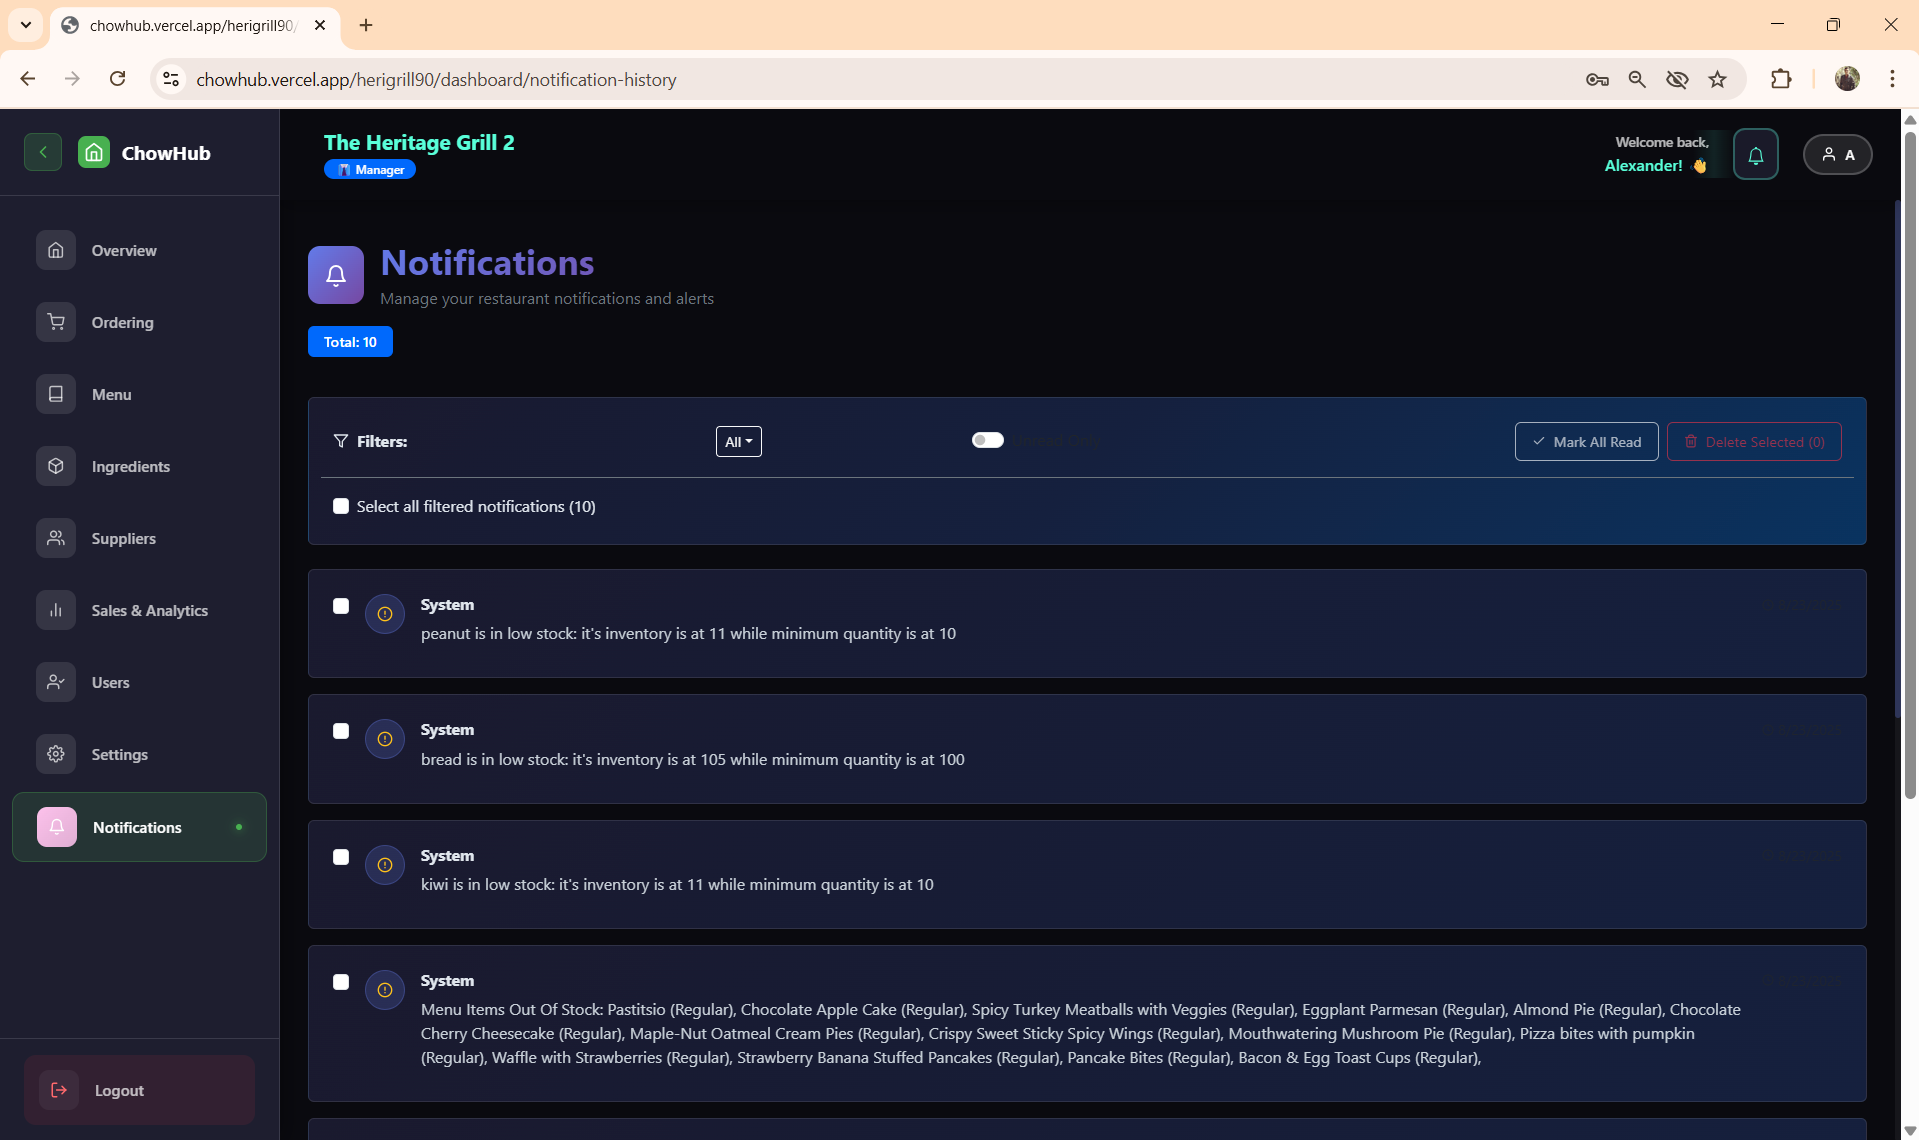 chowhub.vercel.app/herigrill90/
chowhub.vercel.app/herigrill90/dashboard/notification-history
ChowHub
The Heritage Grill 2
Manager
Welcome back,
Alexander! 👋
A
Overview
Ordering
Menu
Ingredients
Suppliers
Sales & Analytics
Users
Settings
Notifications
Logout
Notifications
Manage your restaurant notifications and alerts
Total: 10
Filters:
All
Mark All Read
Delete Selected (0)
Select all filtered notifications (10)
System
peanut is in low stock: it's inventory is at 11 while minimum quantity is at 10
System
bread is in low stock: it's inventory is at 105 while minimum quantity is at 100
System
kiwi is in low stock: it's inventory is at 11 while minimum quantity is at 10
System
Menu Items Out Of Stock: Pastitsio (Regular), Chocolate Apple Cake (Regular), Spicy Turkey Meatballs with Veggies (Regular), Eggplant Parmesan (Regular), Almond Pie (Regular), Chocolate
Cherry Cheesecake (Regular), Maple-Nut Oatmeal Cream Pies (Regular), Crispy Sweet Sticky Spicy Wings (Regular), Mouthwatering Mushroom Pie (Regular), Pizza bites with pumpkin
(Regular), Waffle with Strawberries (Regular), Strawberry Banana Stuffed Pancakes (Regular), Pancake Bites (Regular), Bacon & Egg Toast Cups (Regular),